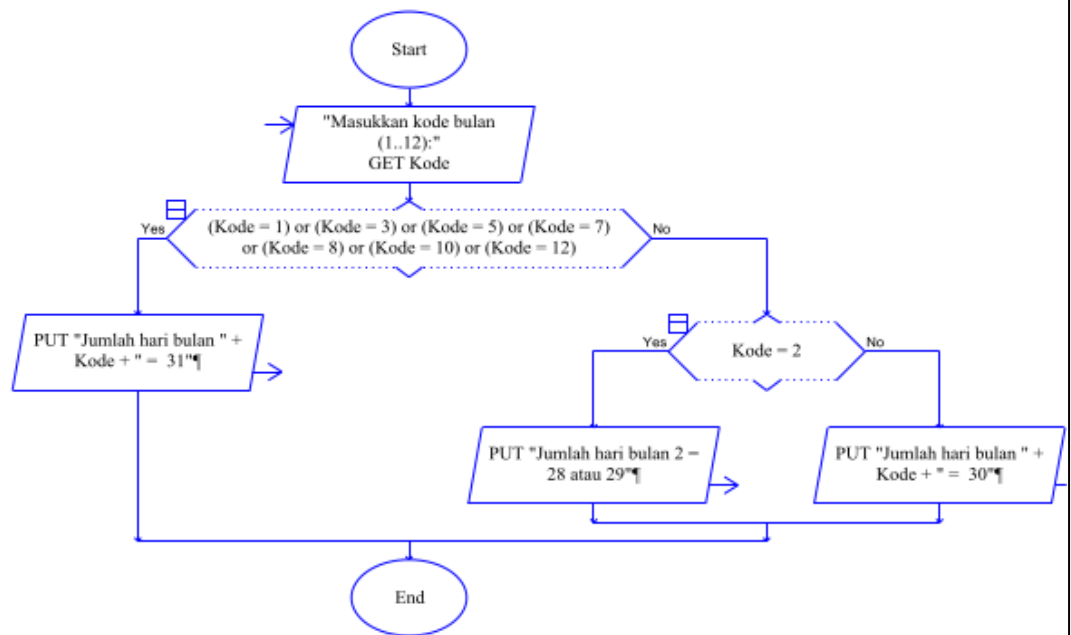 Start
"Masukkan kode bulan
(1..12):"
GET Kode
(Kode = 1) or (Kode = 3) or (Kode = 5) or (Kode = 7)
or (Kode = 8) or (Kode = 10) or (Kode = 12)
Yes
No
PUT "Jumlah hari bulan " +
Kode + " =  31"¶
Kode = 2
Yes
No
PUT "Jumlah hari bulan 2 =
28 atau 29"¶
PUT "Jumlah hari bulan " +
Kode + " =  30"¶
End